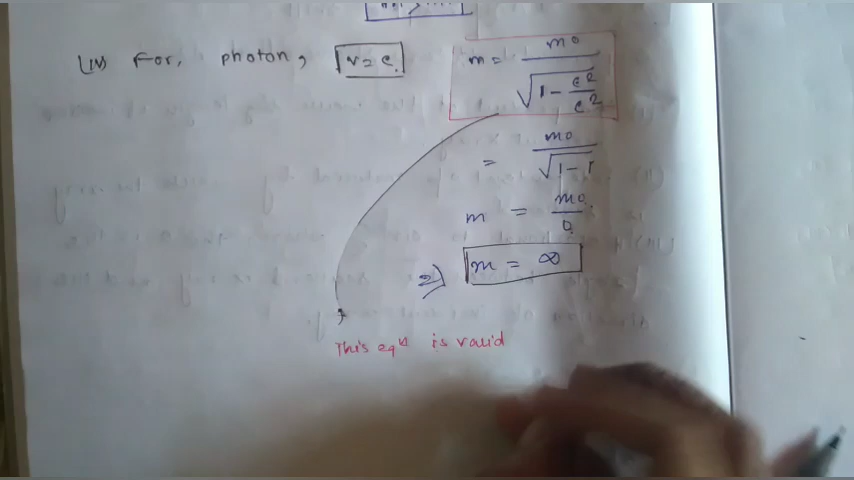 (iv) For, photon, v = c. m = m0 / √(1 - c²/c²)
= m0 / √(1-1)
m = m0 / 0.
⇒ m = ∞
This eqn is valid